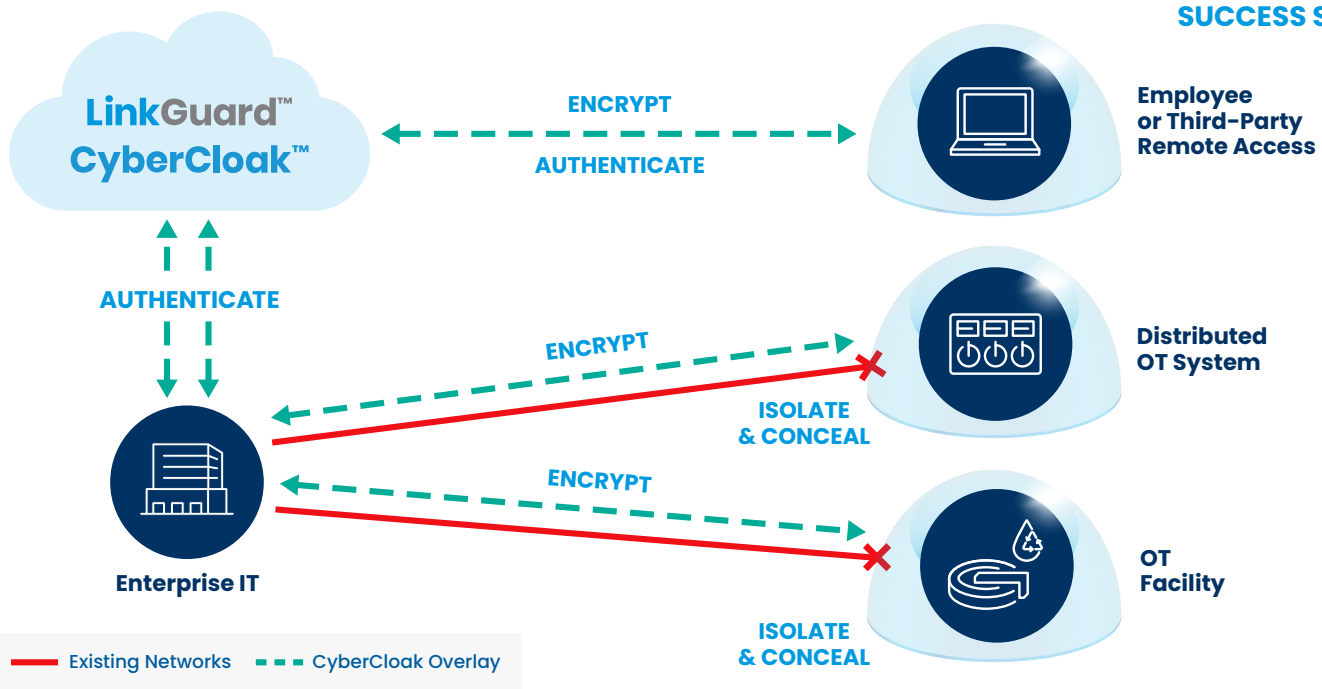 SUCCESS S
LinkGuard™
CyberCloak™
ENCRYPT
AUTHENTICATE
Employee
or Third-Party
Remote Access
AUTHENTICATE
ENCRYPT
ISOLATE
& CONCEAL
Distributed
OT System
ENCRYPT
Enterprise IT
OT
Facility
ISOLATE
& CONCEAL
Existing Networks
CyberCloak Overlay